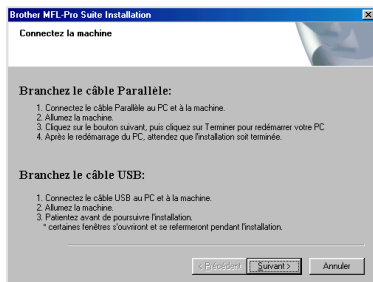 Brother MFL-Pro Suite Installation
Connectez la machine
Branchez le câble Parallèle:
1. Connectez le câble Parallèle au PC et à la machine.
2. Allumez la machine.
3. Cliquez sur le bouton suivant, puis cliquez sur Terminer pour redémarrer votre PC
4. Après le redémarrage du PC, attendez que l'installation soit terminée.
Branchez le câble USB:
1. Connectez le câble USB au PC et à la machine.
2. Allumez la machine.
3. Patientez avant de poursuivre l'installation.
* certaines fenêtres s'ouvriront et se refermeront pendant l'installation.
< Précédent Suivant > Annuler